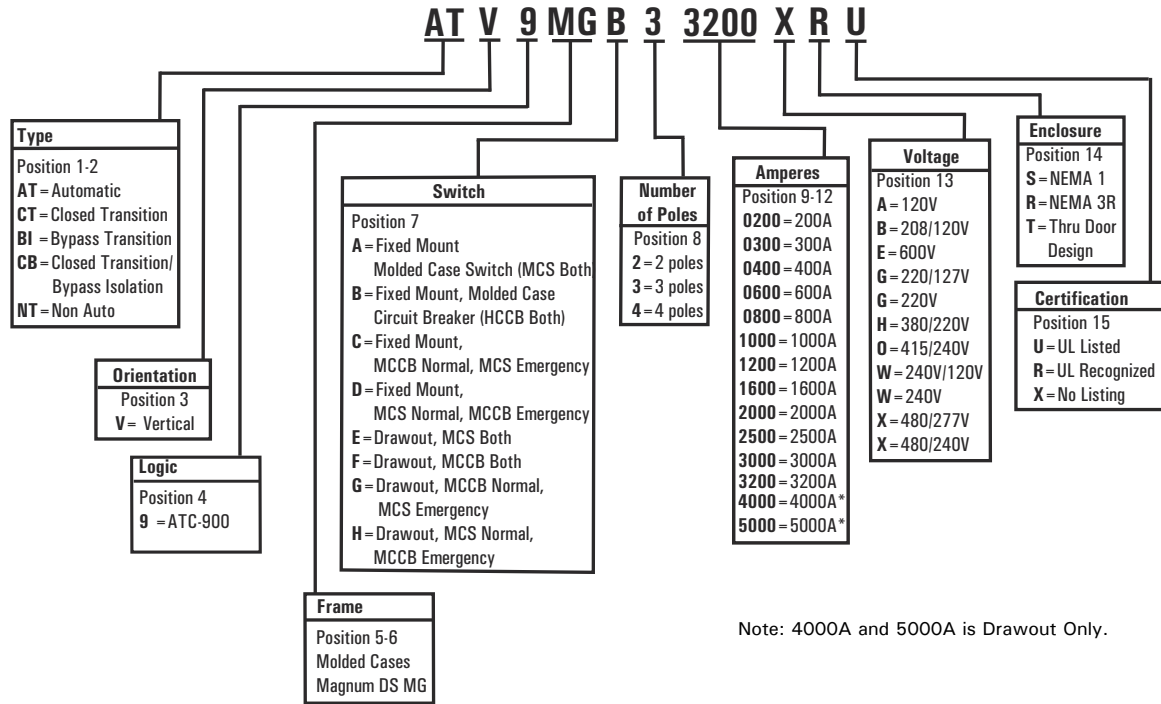 AT V 9 MG B 3 3200 X R U
Type
Position 1-2
AT=Automatic
CT=Closed Transition
BI =Bypass Transition
CB=Closed Transition/
Bypass Isolation
NT=Non Auto
Orientation
Position 3
V= Vertical
Logic
Position 4
9 =ATC-900
Frame
Position 5-6
Molded Cases
Magnum DS MG
Switch
Position 7
A=Fixed Mount
Molded Case Switch (MCS Both)
B=Fixed Mount, Molded Case
Circuit Breaker (HCCB Both)
C=Fixed Mount,
MCCB Normal, MCS Emergency
D=Fixed Mount,
MCS Normal, MCCB Emergency
E=Drawout, MCS Both
F=Drawout, MCCB Both
G=Drawout, MCCB Normal,
MCS Emergency
H=Drawout, MCS Normal,
MCCB Emergency
Number
of Poles
Position 8
2=2 poles
3=3 poles
4=4 poles
Amperes
Position 9-12
0200=200A
0300=300A
0400=400A
0600=600A
0800=800A
1000=1000A
1200=1200A
1600=1600A
2000=2000A
2500=2500A
3000=3000A
3200=3200A
4000=4000A*
5000=5000A*
Voltage
Position 13
A=120V
B=208/120V
E=600V
G=220/127V
G=220V
H=380/220V
O=415/240V
W=240V/120V
W=240V
X=480/277V
X=480/240V
Enclosure
Position 14
S=NEMA 1
R=NEMA 3R
T=Thru Door
Design
Certification
Position 15
U=UL Listed
R=UL Recognized
X=No Listing
Note: 4000A and 5000A is Drawout Only.